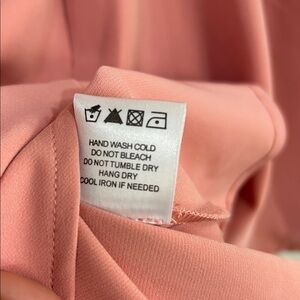 HAND WASH COLD
DO NOT BLEACH
DO NOT TUMBLE DRY
HANG DRY
COOL IRON IF NEEDED